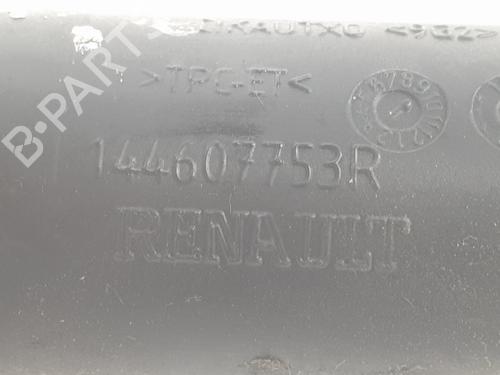 >TPC-ET<
144607753R
RENAULT
B-PARTS